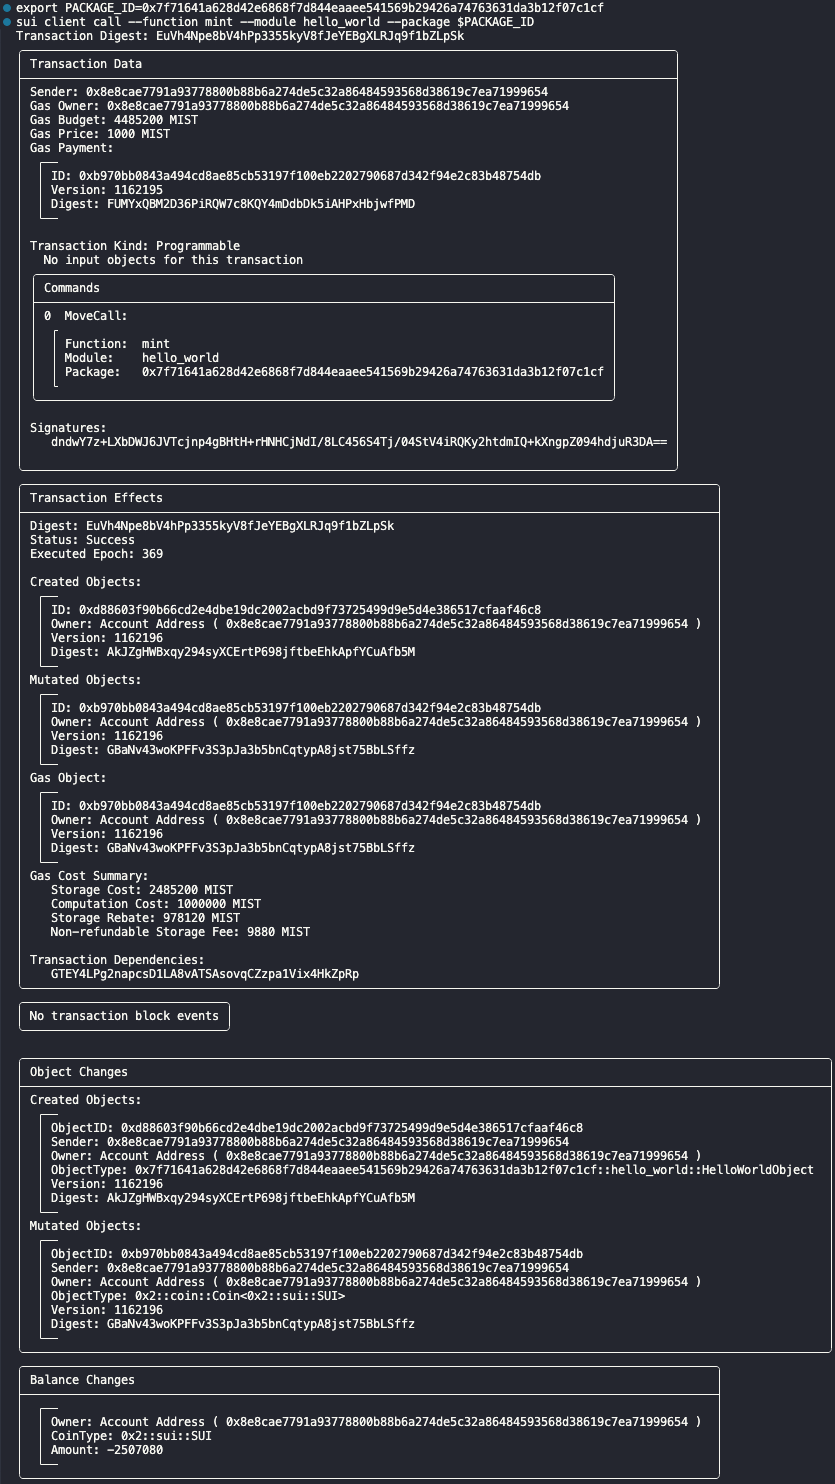 export PACKAGE_ID=0x7f71641a628d42e6868f7d844eaaee541569b29426a74763631da3b12f07c1cf
sui client call --function mint --module hello_world --package $PACKAGE_ID
Transaction Digest: EuVh4Npe8bV4hPp3355kyV8fJeYEBgXLRJq9f1bZLpSk
Transaction Data
Sender: 0x8e8cae7791a93778800b88b6a274de5c32a86484593568d38619c7ea71999654
Gas Owner: 0x8e8cae7791a93778800b88b6a274de5c32a86484593568d38619c7ea71999654
Gas Budget: 4485200 MIST
Gas Price: 1000 MIST
Gas Payment:
ID: 0xb970bb0843a494cd8ae85cb53197f100eb2202790687d342f94e2c83b48754db
Version: 1162195
Digest: FUMYxQBM2D36PiRQW7c8KQY4mDdbDk5iAHPxHbjwfPMD
Transaction Kind: Programmable
No input objects for this transaction
Commands
0 MoveCall:
Function: mint
Module: hello_world
Package: 0x7f71641a628d42e6868f7d844eaaee541569b29426a74763631da3b12f07c1cf
Signatures:
dndwY7z+LXbDWJ6JVTcjnp4gBHtH+rHNHCjNdI/8LC456S4Tj/04StV4iRQKy2htdmIQ+kXngpZ094hdjuR3DA==
Transaction Effects
Digest: EuVh4Npe8bV4hPp3355kyV8fJeYEBgXLRJq9f1bZLpSk
Status: Success
Executed Epoch: 369
Created Objects:
ID: 0xd88603f90b66cd2e4dbe19dc2002acbd9f73725499d9e5d4e386517cfaaf46c8
Owner: Account Address ( 0x8e8cae7791a93778800b88b6a274de5c32a86484593568d38619c7ea71999654 )
Version: 1162196
Digest: AkJZgHWBxqy294syXCErtP698jftbeEhkApfYCuAfb5M
Mutated Objects:
ID: 0xb970bb0843a494cd8ae85cb53197f100eb2202790687d342f94e2c83b48754db
Owner: Account Address ( 0x8e8cae7791a93778800b88b6a274de5c32a86484593568d38619c7ea71999654 )
Version: 1162196
Digest: GBaNv43woKPFFv3S3pJa3b5bnCqtypA8jst75BbLSffz
Gas Object:
ID: 0xb970bb0843a494cd8ae85cb53197f100eb2202790687d342f94e2c83b48754db
Owner: Account Address ( 0x8e8cae7791a93778800b88b6a274de5c32a86484593568d38619c7ea71999654 )
Version: 1162196
Digest: GBaNv43woKPFFv3S3pJa3b5bnCqtypA8jst75BbLSffz
Gas Cost Summary:
Storage Cost: 2485200 MIST
Computation Cost: 1000000 MIST
Storage Rebate: 978120 MIST
Non-refundable Storage Fee: 9880 MIST
Transaction Dependencies:
GTEY4LPg2napcsD1LA8vATSAsovqCZzpa1Vix4HkZpRp
No transaction block events
Object Changes
Created Objects:
ObjectID: 0xd88603f90b66cd2e4dbe19dc2002acbd9f73725499d9e5d4e386517cfaaf46c8
Sender: 0x8e8cae7791a93778800b88b6a274de5c32a86484593568d38619c7ea71999654
Owner: Account Address ( 0x8e8cae7791a93778800b88b6a274de5c32a86484593568d38619c7ea71999654 )
ObjectType: 0x7f71641a628d42e6868f7d844eaaee541569b29426a74763631da3b12f07c1cf::hello_world::HelloWorldObject
Version: 1162196
Digest: AkJZgHWBxqy294syXCErtP698jftbeEhkApfYCuAfb5M
Mutated Objects:
ObjectID: 0xb970bb0843a494cd8ae85cb53197f100eb2202790687d342f94e2c83b48754db
Sender: 0x8e8cae7791a93778800b88b6a274de5c32a86484593568d38619c7ea71999654
Owner: Account Address ( 0x8e8cae7791a93778800b88b6a274de5c32a86484593568d38619c7ea71999654 )
ObjectType: 0x2::coin::Coin<0x2::sui::SUI>
Version: 1162196
Digest: GBaNv43woKPFFv3S3pJa3b5bnCqtypA8jst75BbLSffz
Balance Changes
Owner: Account Address ( 0x8e8cae7791a93778800b88b6a274de5c32a86484593568d38619c7ea71999654 )
CoinType: 0x2::sui::SUI
Amount: -2507080